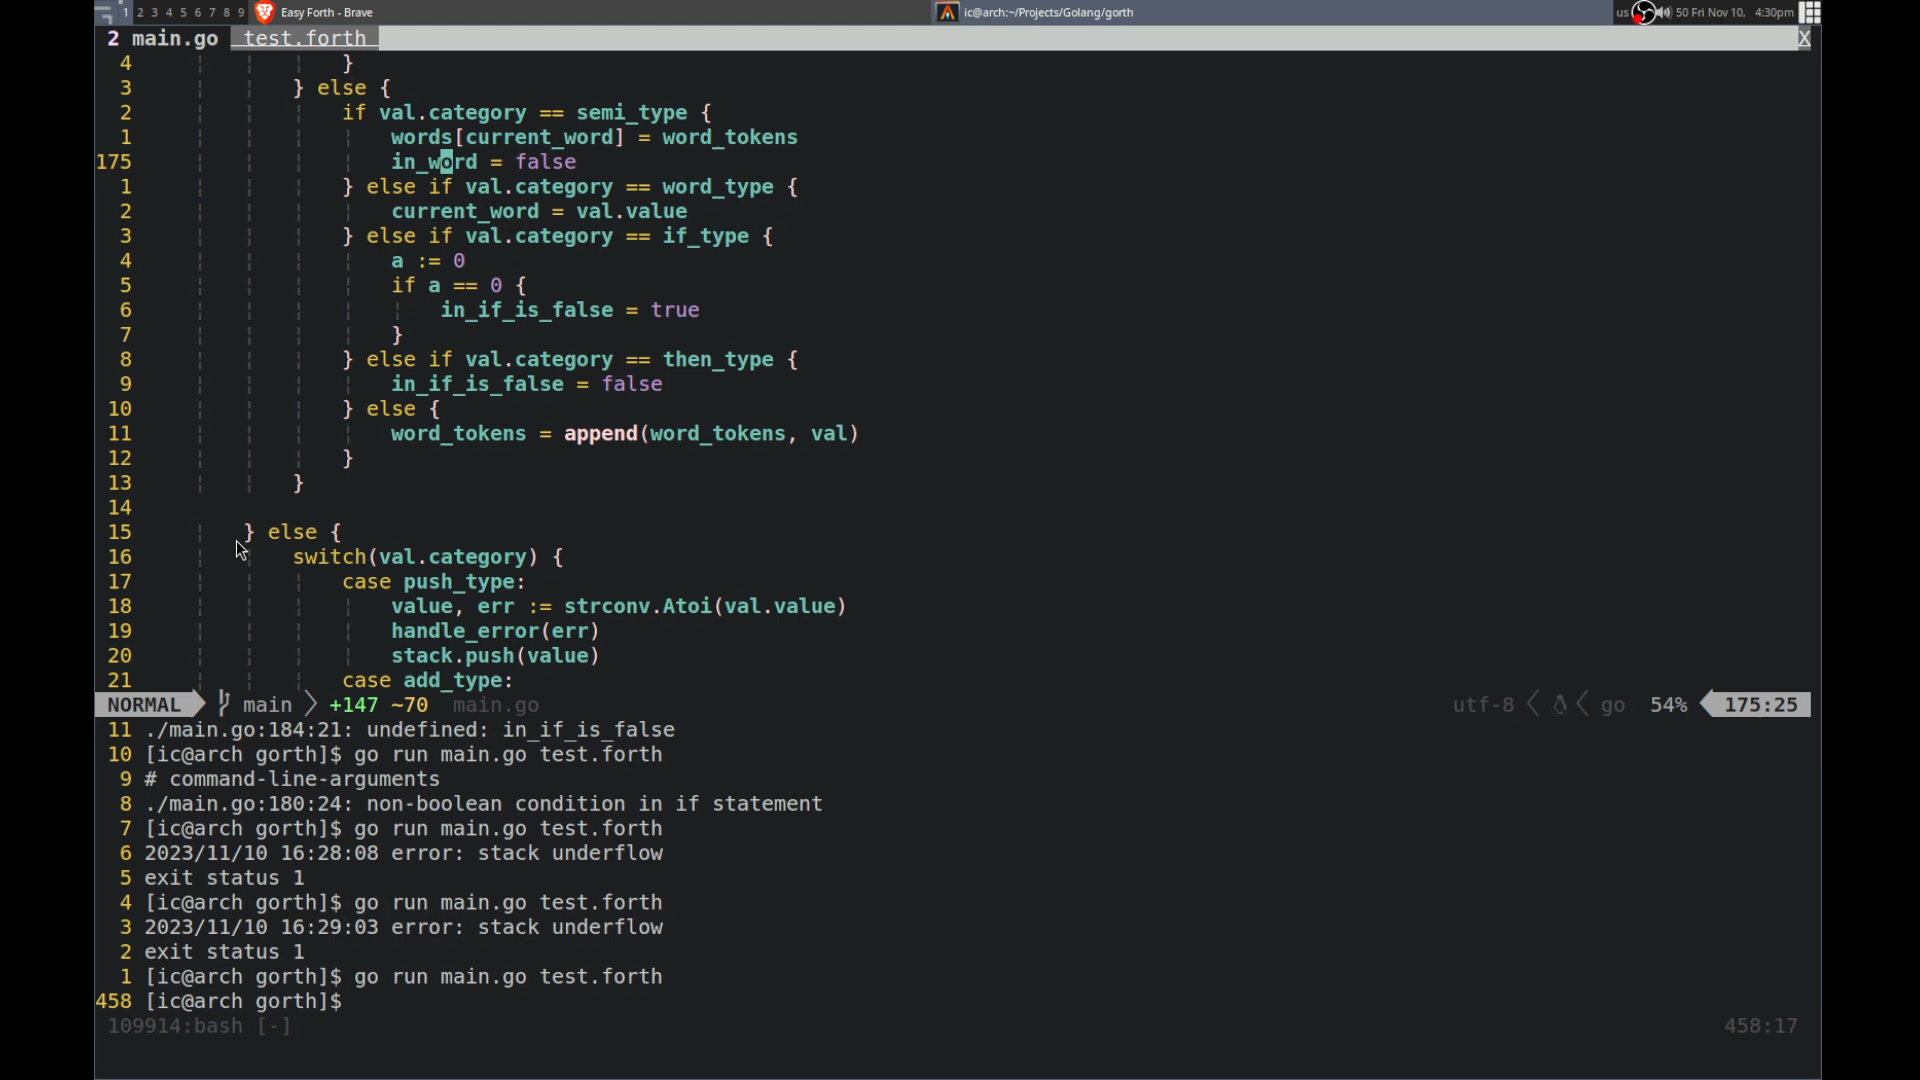 1 2 3 4 5 6 7 8 9 Easy Forth - Brave ic@arch:~/Projects/Golang/gorth us 50 Fri Nov 10, 4:30pm
2 main.go test.forth X
4 }
3 } else {
2 if val.category == semi_type {
1 words[current_word] = word_tokens
175 in_word = false
1 } else if val.category == word_type {
2 current_word = val.value
3 } else if val.category == if_type {
4 a := 0
5 if a == 0 {
6 in_if_is_false = true
7 }
8 } else if val.category == then_type {
9 in_if_is_false = false
10 } else {
11 word_tokens = append(word_tokens, val)
12 }
13 }
14
15 } else {
16 switch(val.category) {
17 case push_type:
18 value, err := strconv.Atoi(val.value)
19 handle_error(err)
20 stack.push(value)
21 case add_type:
NORMAL main +147 ~70 main.go utf-8 go 54% 175:25
11 ./main.go:184:21: undefined: in_if_is_false
10 [ic@arch gorth]$ go run main.go test.forth
9 # command-line-arguments
8 ./main.go:180:24: non-boolean condition in if statement
7 [ic@arch gorth]$ go run main.go test.forth
6 2023/11/10 16:28:08 error: stack underflow
5 exit status 1
4 [ic@arch gorth]$ go run main.go test.forth
3 2023/11/10 16:29:03 error: stack underflow
2 exit status 1
1 [ic@arch gorth]$ go run main.go test.forth
458 [ic@arch gorth]$
109914:bash [-] 458:17